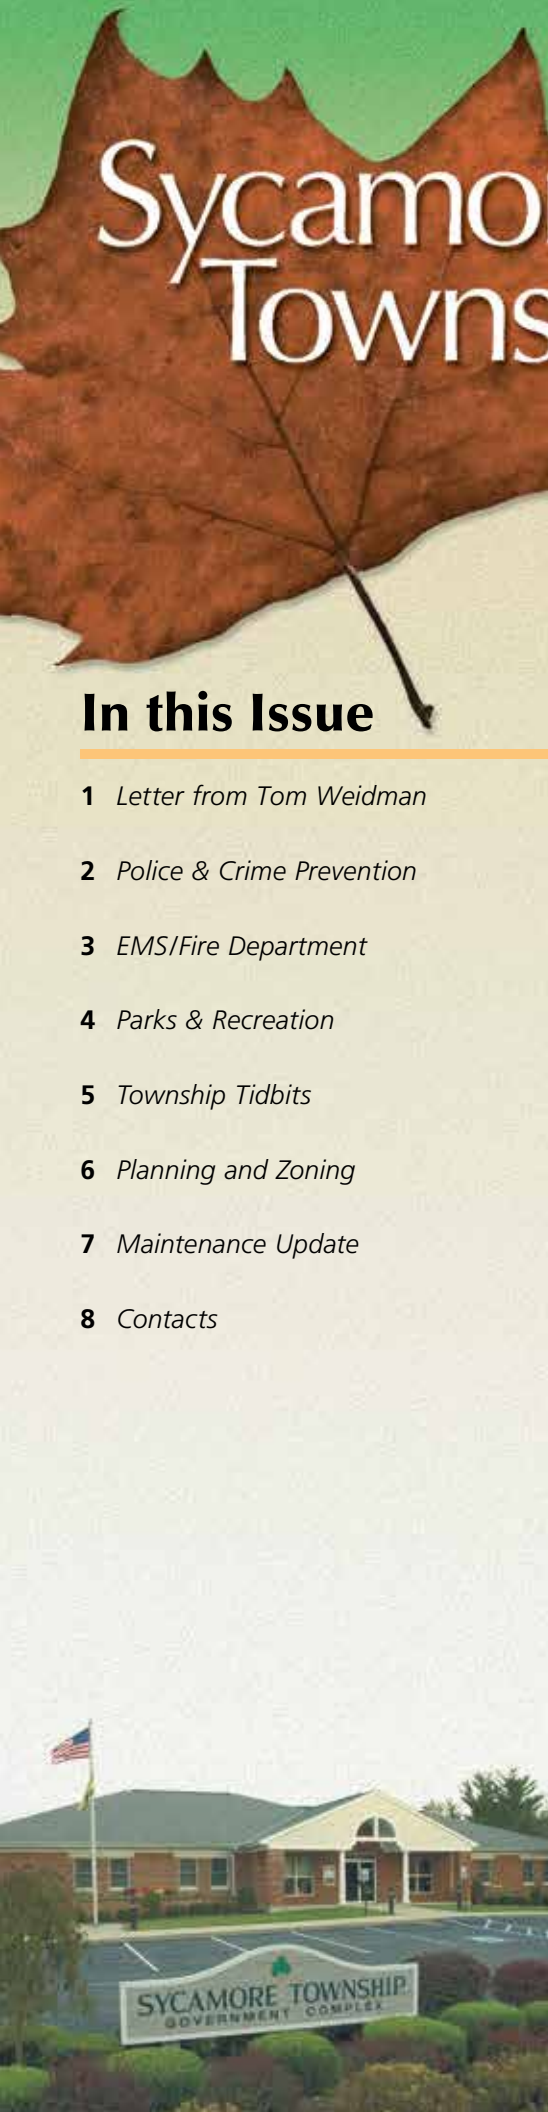 Sycamo
Towns
In this Issue
1 Letter from Tom Weidman
2 Police & Crime Prevention
3 EMS/Fire Department
4 Parks & Recreation
5 Township Tidbits
6 Planning and Zoning
7 Maintenance Update
8 Contacts
SYCAMORE TOWNSHIP
GOVERNMENT COMPLEX